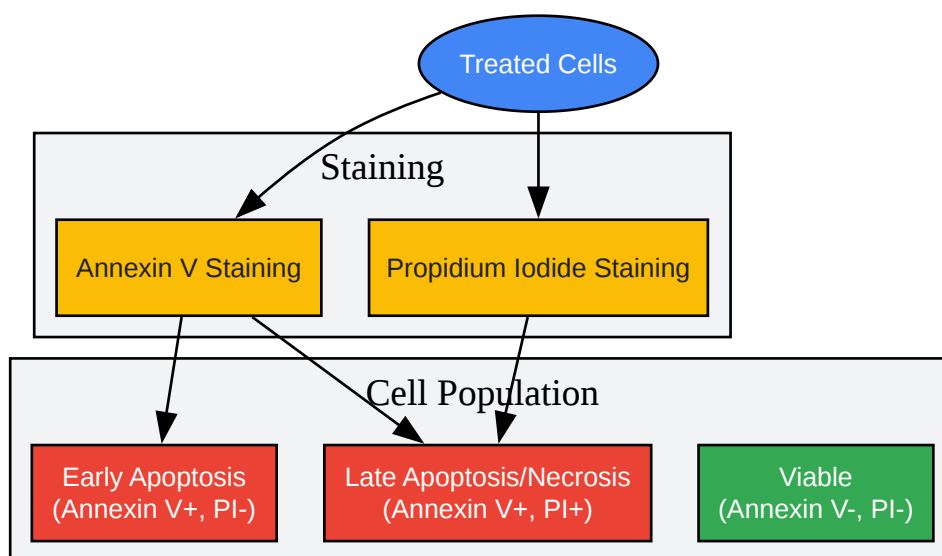 Treated Cells
Staining
Annexin V Staining
Propidium Iodide Staining
Cell Population
Early Apoptosis
(Annexin V+, PI-)
Late Apoptosis/Necrosis
(Annexin V+, PI+)
Viable
(Annexin V-, PI-)